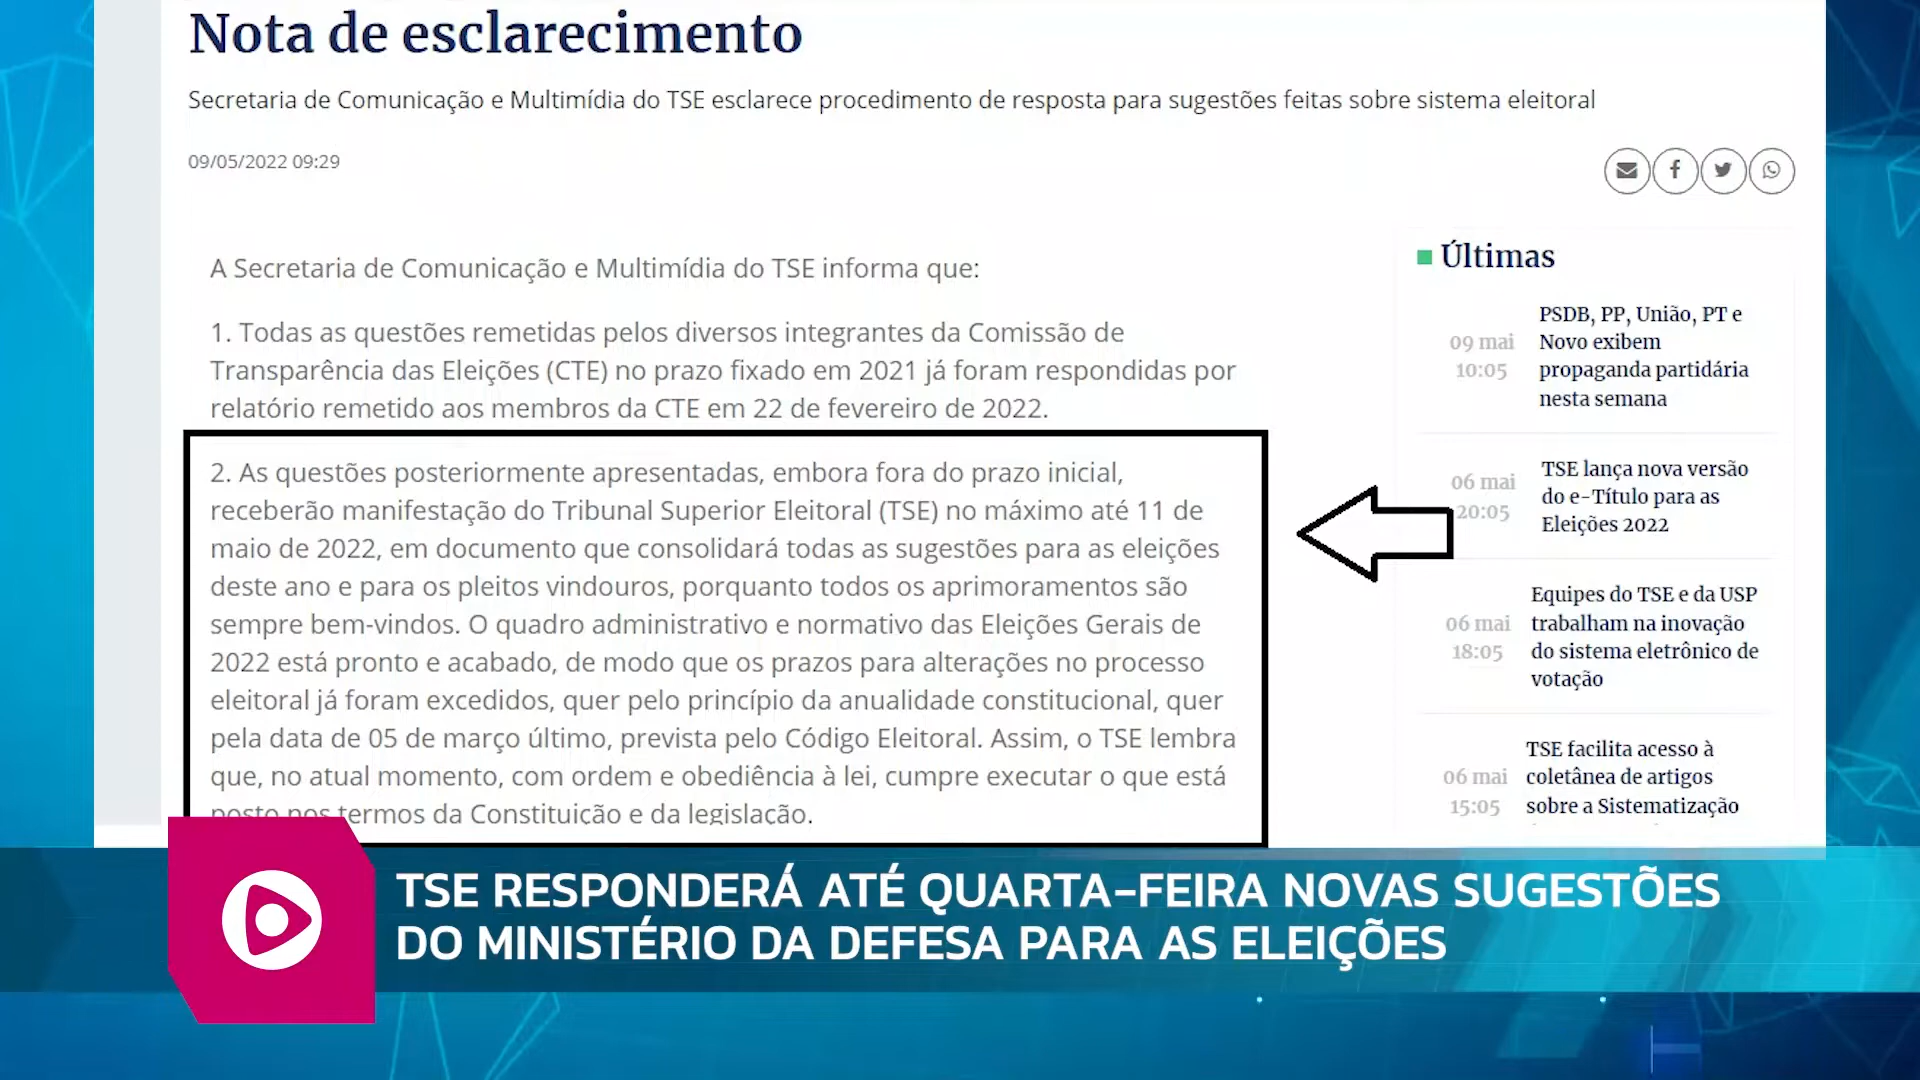 Nota de esclarecimento
Secretaria de Comunicação e Multimídia do TSE esclarece procedimento de resposta para sugestões feitas sobre sistema eleitoral
09/05/2022 09:29
A Secretaria de Comunicação e Multimídia do TSE informa que:
1. Todas as questões remetidas pelos diversos integrantes da Comissão de
Transparência das Eleições (CTE) no prazo fixado em 2021 já foram respondidas por
relatório remetido aos membros da CTE em 22 de fevereiro de 2022.
2. As questões posteriormente apresentadas, embora fora do prazo inicial,
receberão manifestação do Tribunal Superior Eleitoral (TSE) no máximo até 11 de
maio de 2022, em documento que consolidará todas as sugestões para as eleições
deste ano e para os pleitos vindouros, porquanto todos os aprimoramentos são
sempre bem-vindos. O quadro administrativo e normativo das Eleições Gerais de
2022 está pronto e acabado, de modo que os prazos para alterações no processo
eleitoral já foram excedidos, quer pelo princípio da anualidade constitucional, quer
pela data de 05 de março último, prevista pelo Código Eleitoral. Assim, o TSE lembra
que, no atual momento, com ordem e obediência à lei, cumpre executar o que está
posto nos termos da Constituição e da legislação.
Últimas
09 mai
10:05
PSDB, PP, União, PT e
Novo exibem
propaganda partidária
nesta semana
06 mai
20:05
TSE lança nova versão
do e-Título para as
Eleições 2022
06 mai
18:05
Equipes do TSE e da USP
trabalham na inovação
do sistema eletrônico de
votação
06 mai
15:05
TSE facilita acesso à
coletânea de artigos
sobre a Sistematização
TSE RESPONDERÁ ATÉ QUARTA-FEIRA NOVAS SUGESTÕES
DO MINISTÉRIO DA DEFESA PARA AS ELEIÇÕES